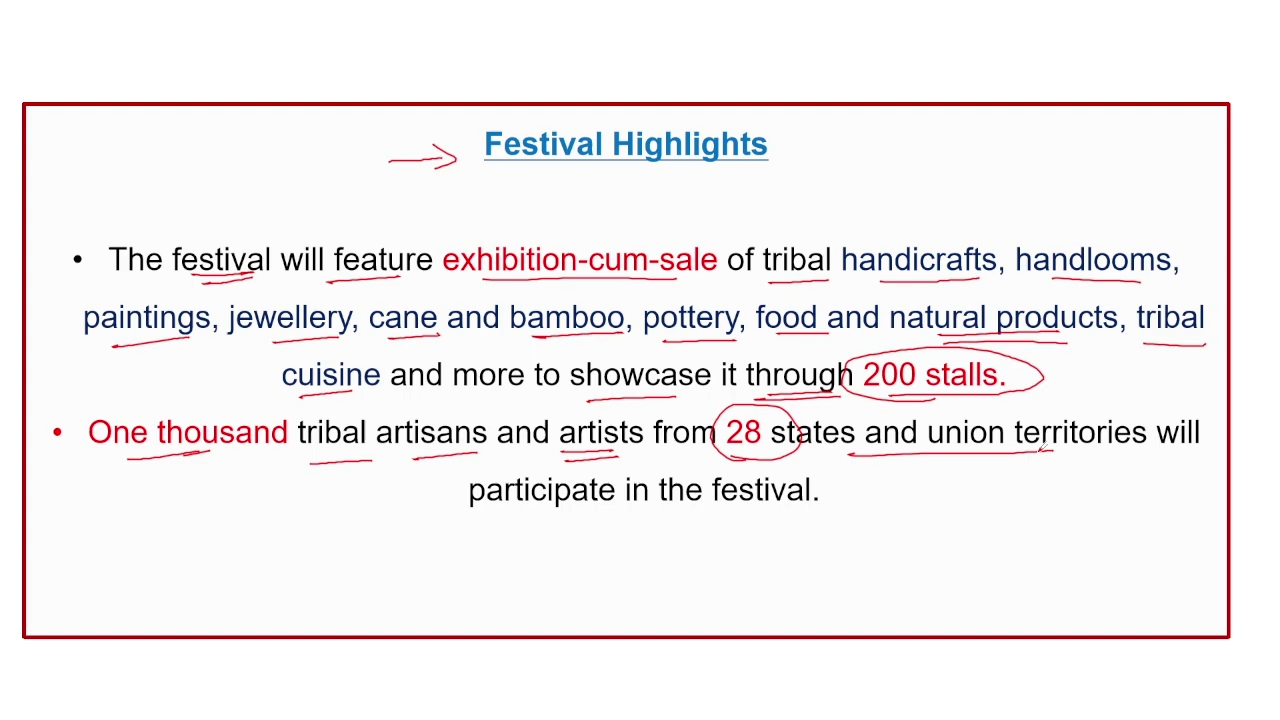 Festival Highlights
• The festival will feature exhibition-cum-sale of tribal handicrafts, handlooms,
paintings, jewellery, cane and bamboo, pottery, food and natural products, tribal
cuisine and more to showcase it through 200 stalls.
• One thousand tribal artisans and artists from 28 states and union territories will
participate in the festival.